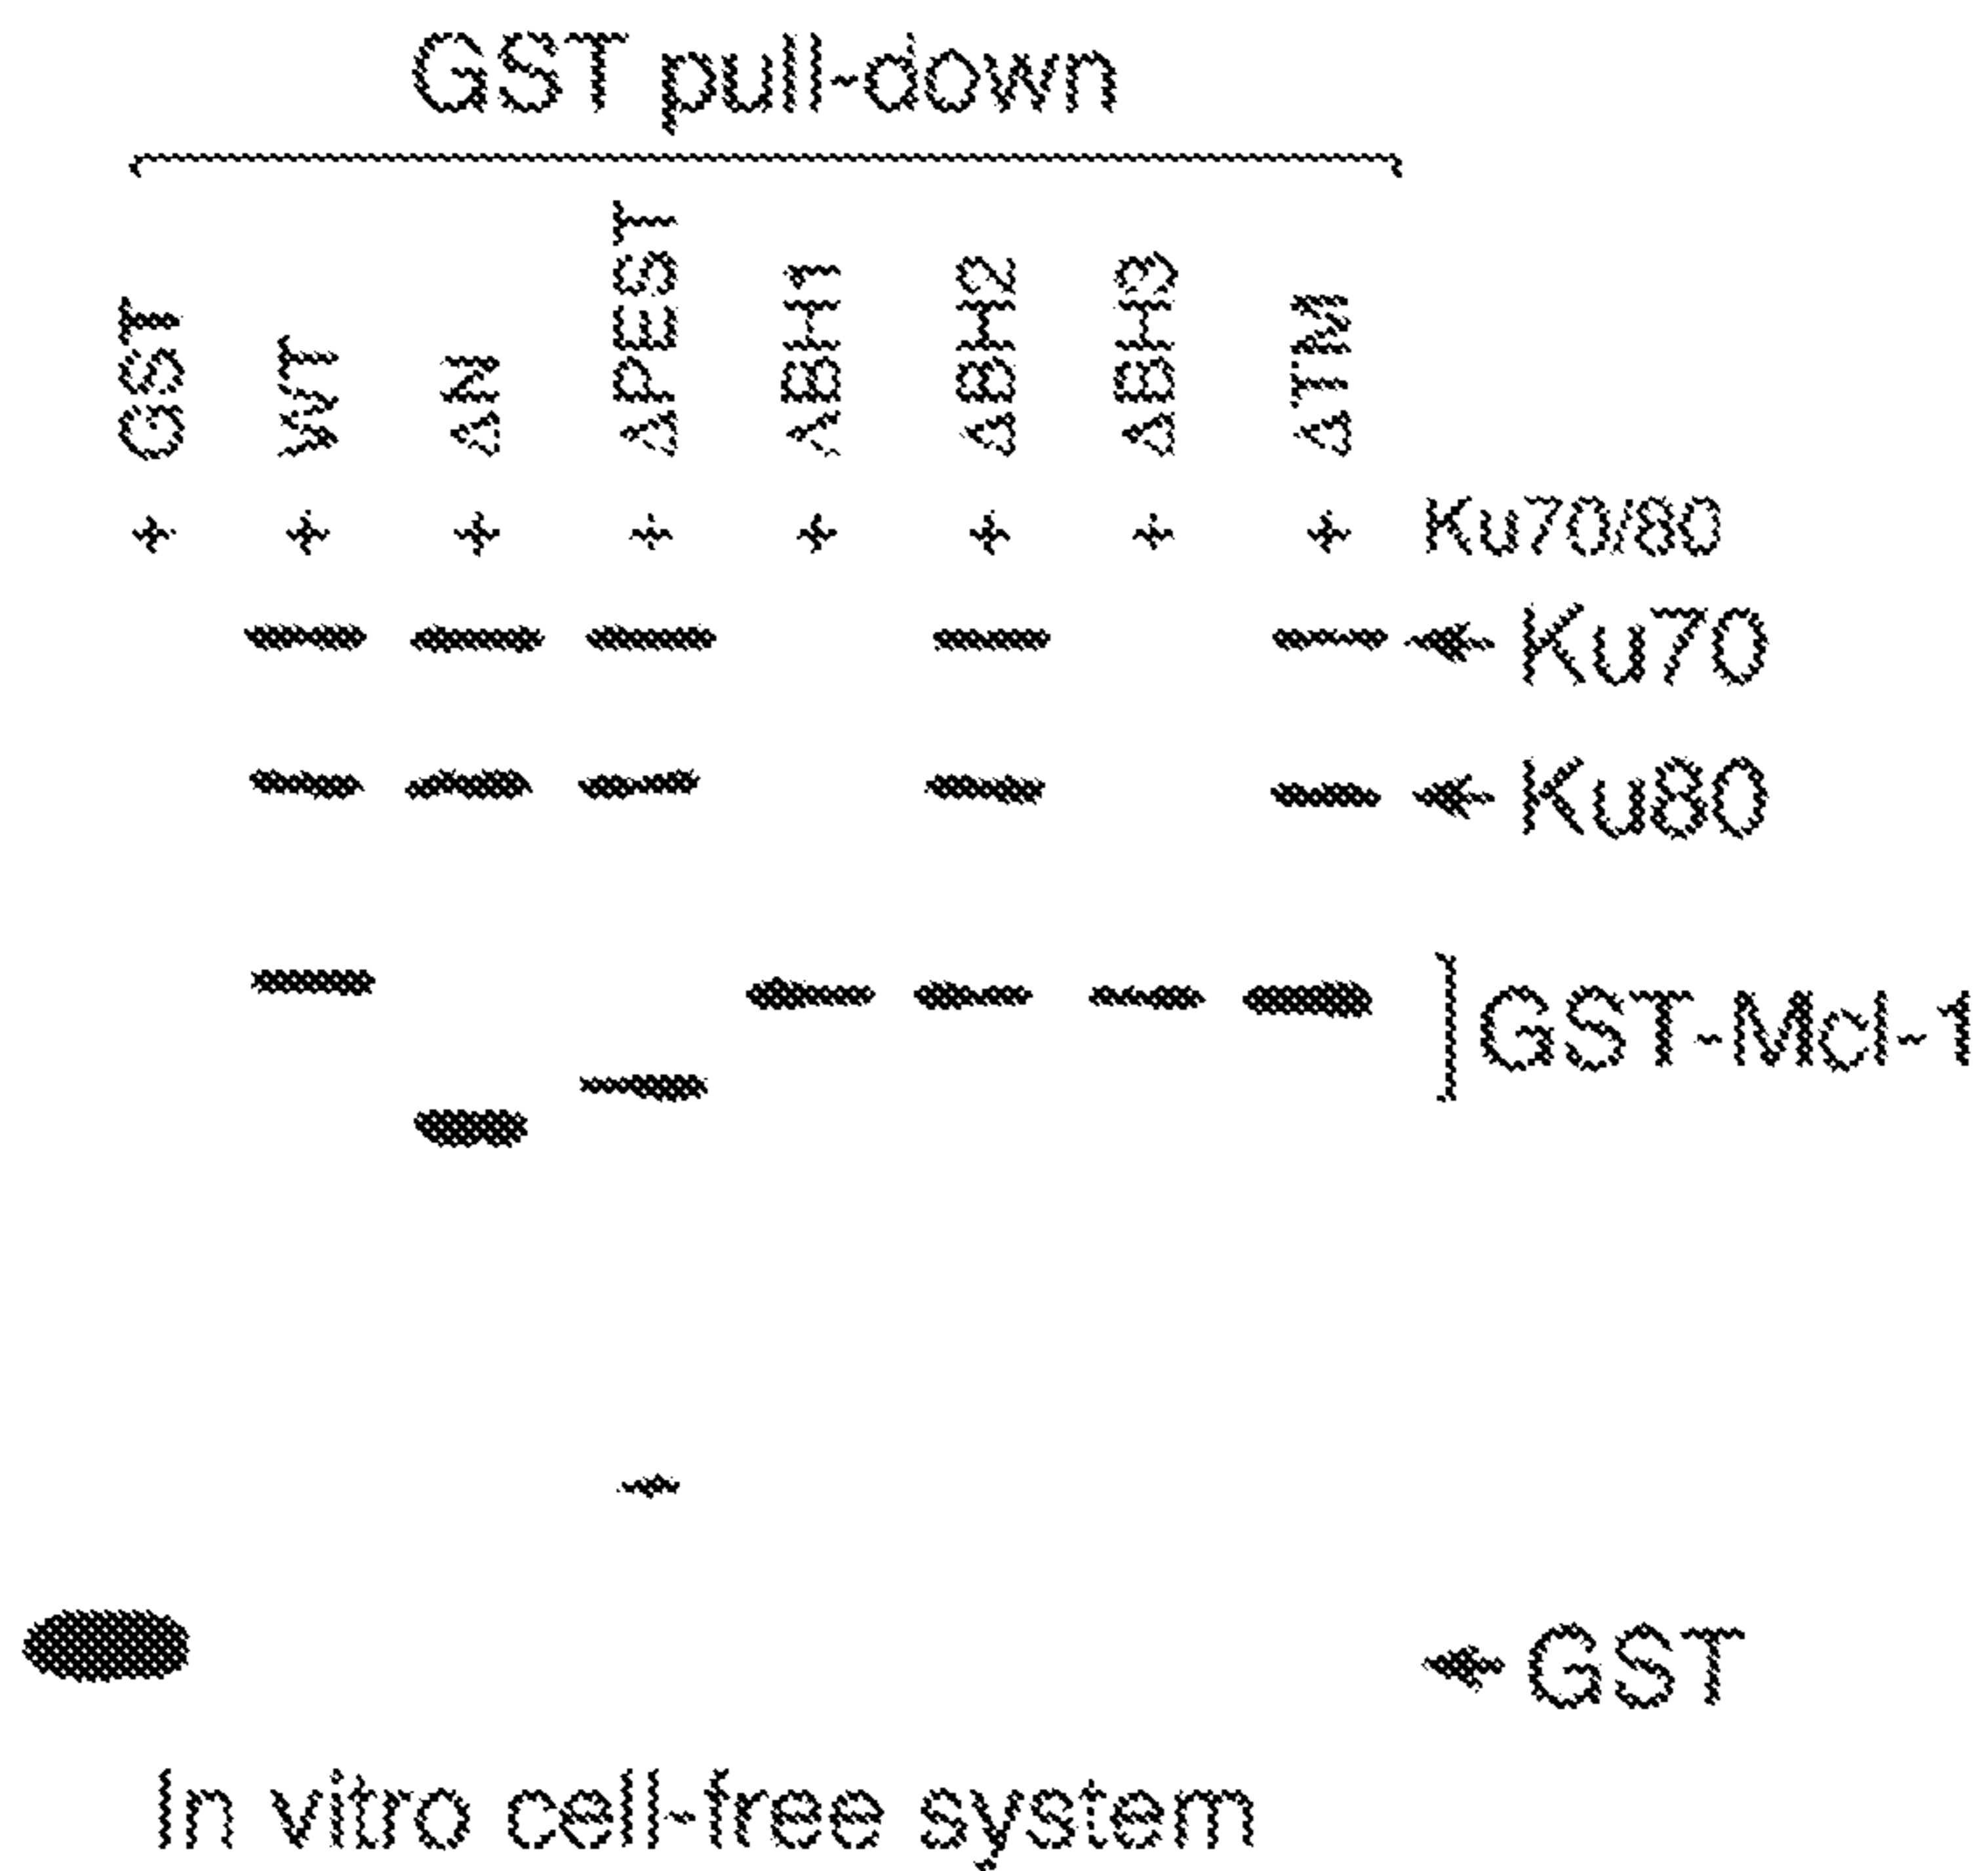 GST pull-down
GST WT ΔN ΔPEST ΔBH1 ΔBH2 ΔBH3 ΔTM
+ + + + + + + + Ku70/80
Ku70
Ku80
GST-Mcl-1
GST
In vitro cell-free system